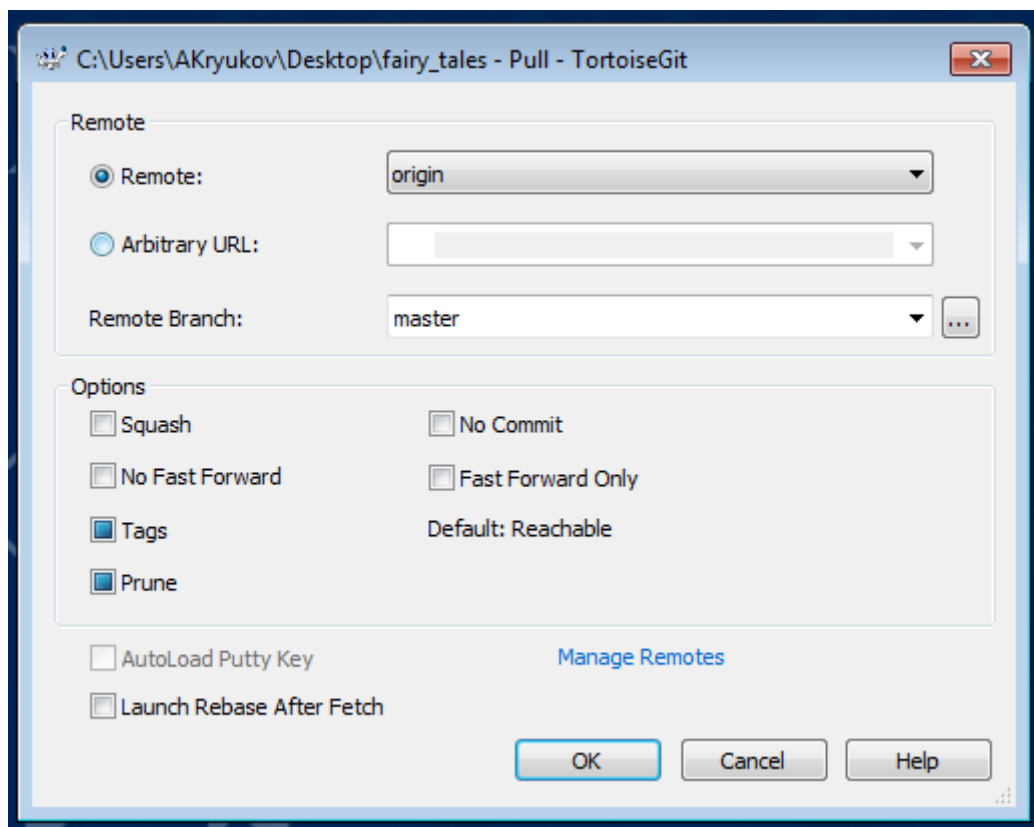 C:\Users\AKryukov\Desktop\fairy_tales - Pull - TortoiseGit
Remote
Remote: origin
Arbitrary URL:
Remote Branch: master ...
Options
Squash No Commit
No Fast Forward Fast Forward Only
Tags Default: Reachable
Prune
AutoLoad Putty Key Manage Remotes
Launch Rebase After Fetch
OK Cancel Help